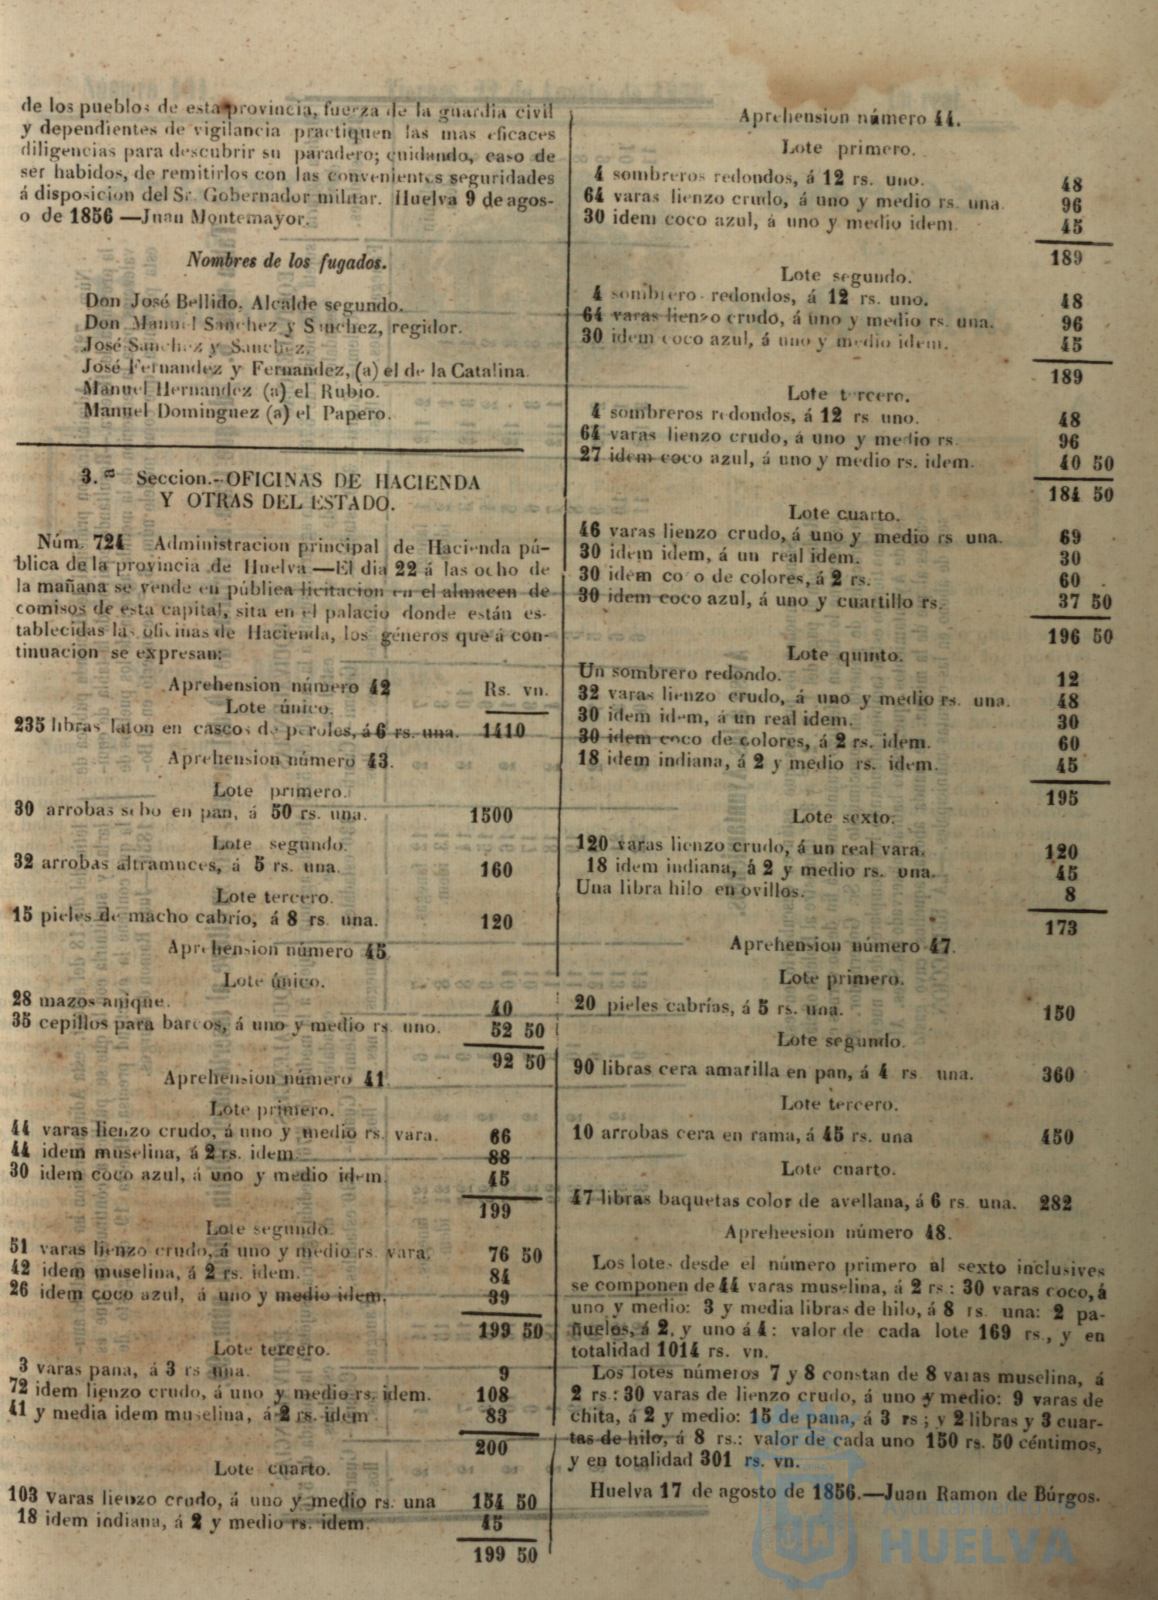 de los pueblos de esta provincia, fuerza de la guardia civil
y dependientes de vigilancia practiquen las mas eficaces
diligencias para descubrir su paradero; cuidando, caso de
ser habidos, de remitirlos con las convenientes seguridades
á disposicion del Sr. Gobernador militar. Huelva 9 de agos-
o de 1856 —Juan Montemayor.
Nombres de los fugados.
Don José Bellido, Alcalde segundo.
Don Manuel Sanchez y Sanchez, regidor.
José Sanchez y Sanchez.
José Fernandez y Fernandez, (a) el de la Catalina.
Manuel Hernandez (a) el Rubio.
Manuel Dominguez (a) el Papero.
3.ª Seccion.-OFICINAS DE HACIENDA
Y OTRAS DEL ESTADO.
Núm. 724 Administracion principal de Hacienda pú-
blica de la provincia de Huelva.—El dia 22 á las ocho de
la mañana se vende en pública licitacion en el almacen de
comisos de esta capital, sita en el palacio donde están es-
tablecidas las oficinas de Hacienda, los géneros que á con-
tinuacion se expresan:
Aprehension número 42 Rs. vn.
Lote único.
235 libras laton en cascos de peroles, á 6 rs. una. 1410
Aprehension número 43.
Lote primero.
30 arrobas sebo en pan, á 50 rs. una. 1500
Lote segundo.
32 arrobas altramuces, á 5 rs. una. 160
Lote tercero.
15 pieles de macho cabrío, á 8 rs. una. 120
Aprehension número 45
Lote único.
28 mazos anique. 40
35 cepillos para barcos, á uno y medio rs. uno. 52 50
92 50
Aprehension número 41.
Lote primero.
44 varas lienzo crudo, á uno y medio rs. vara. 66
44 idem muselina, á 2 rs. idem. 88
30 idem coco azul, á uno y medio idem. 45
199
Lote segundo.
51 varas lienzo crudo, á uno y medio rs. vara. 76 50
42 idem muselina, á 2 rs. idem. 84
26 idem coco azul, á uno y medio idem. 39
199 50
Lote tercero.
3 varas pana, á 3 rs una. 9
72 idem lienzo crudo, á uno y medio rs. idem. 108
41 y media idem muselina, á 2 rs. idem 83
200
Lote cuarto.
103 Varas lienzo crudo, á uno y medio rs. una 154 50
18 idem indiana, á 2 y medio rs. idem. 45
199 50
Aprehension número 44.
Lote primero.
4 sombreros redondos, á 12 rs. uno. 48
64 varas lienzo crudo, á uno y medio rs. una. 96
30 idem coco azul, á uno y medio idem. 45
189
Lote segundo.
4 sombrero redondos, á 12 rs. uno. 48
64 varas lienzo crudo, á uno y medio rs. una. 96
30 idem coco azul, á uno y medio idem. 45
189
Lote tercero.
4 sombreros redondos, á 12 rs uno. 48
64 varas lienzo crudo, á uno y medio rs. 96
27 idem coco azul, á uno y medio rs. idem. 40 50
184 50
Lote cuarto.
46 varas lienzo crudo, á uno y medio rs una. 69
30 idem idem, á un real idem. 30
30 idem coco de colores, á 2 rs. 60
30 idem coco azul, á uno y cuartillo rs. 37 50
196 50
Lote quinto.
Un sombrero redondo. 12
32 varas lienzo crudo, á uno y medio rs. una. 48
30 idem idem, á un real idem. 30
30 idem coco de colores, á 2 rs. idem. 60
18 idem indiana, á 2 y medio rs. idem. 45
195
Lote sexto.
120 varas lienzo crudo, á un real vara. 120
18 idem indiana, á 2 y medio rs. una. 45
Una libra hilo en ovillos. 8
173
Aprehension número 47.
Lote primero.
20 pieles cabrías, á 5 rs. una. 150
Lote segundo.
90 libras cera amarilla en pan, á 4 rs. una. 360
Lote tercero.
10 arrobas cera en rama, á 45 rs. una 450
Lote cuarto.
47 libras baquetas color de avellana, á 6 rs. una. 282
Apreheesion número 48.
Los lotes desde el número primero al sexto inclusives
se componen de 44 varas muselina, á 2 rs.: 30 varas coco, á
uno y medio: 3 y media libras de hilo, á 8 rs. una: 2 pa-
ñuelos, á 2, y uno á 4: valor de cada lote 169 rs., y en
totalidad 1014 rs. vn.
Los lotes números 7 y 8 constan de 8 varas muselina, á
2 rs.: 30 varas de lienzo crudo, á uno y medio: 9 varas de
chita, á 2 y medio: 15 de pana, á 3 rs; y 2 libras y 3 cuar-
tas de hilo, á 8 rs.: valor de cada uno 150 rs. 50 céntimos,
y en totalidad 301 rs. vn.
Huelva 17 de agosto de 1856.—Juan Ramon de Búrgos.
HUELVA